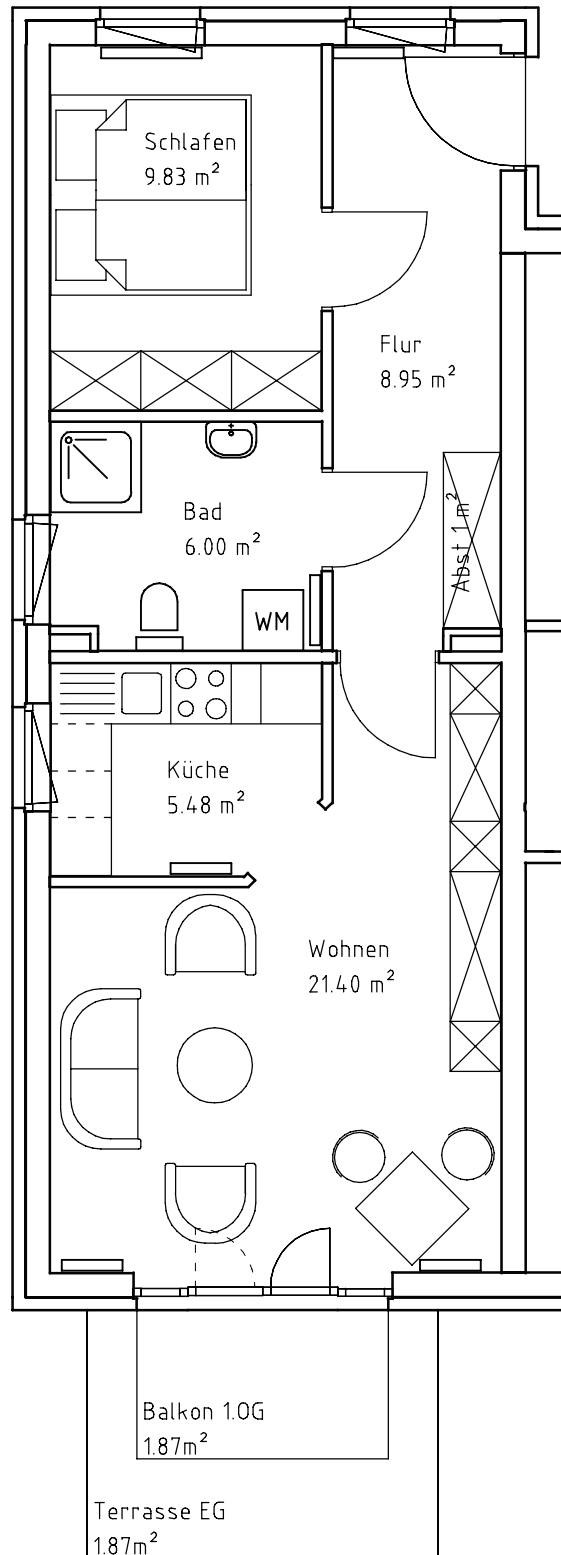 Schlafen
9.83 m²
Flur
8.95 m²
Bad
6.00 m²
Abst 1 m²
WM
Küche
5.48 m²
Wohnen
21.40 m²
Balkon 1.OG
1.87m²
Terrasse EG
1.87m²